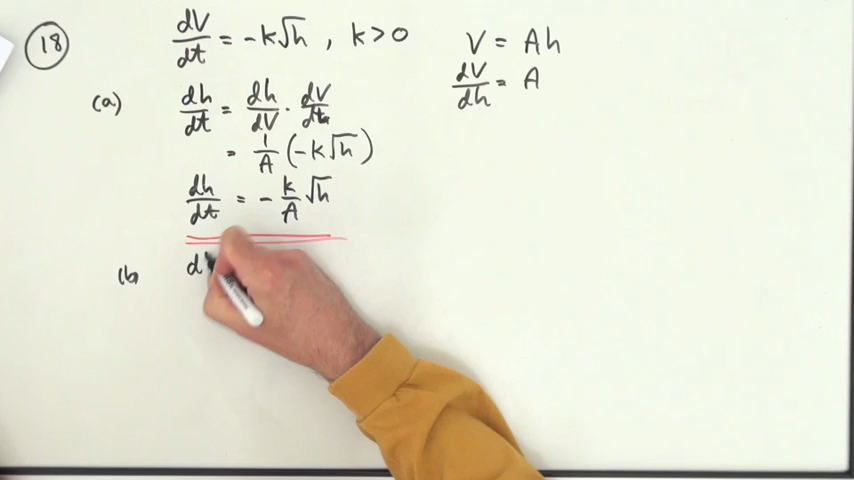 (18) dV/dt = -k√h , k > 0
V = Ah
dV/dh = A
(a) dh/dt = dh/dV · dV/dt
= 1/A (-k√h)
dh/dt = - k/A √h
(b) d